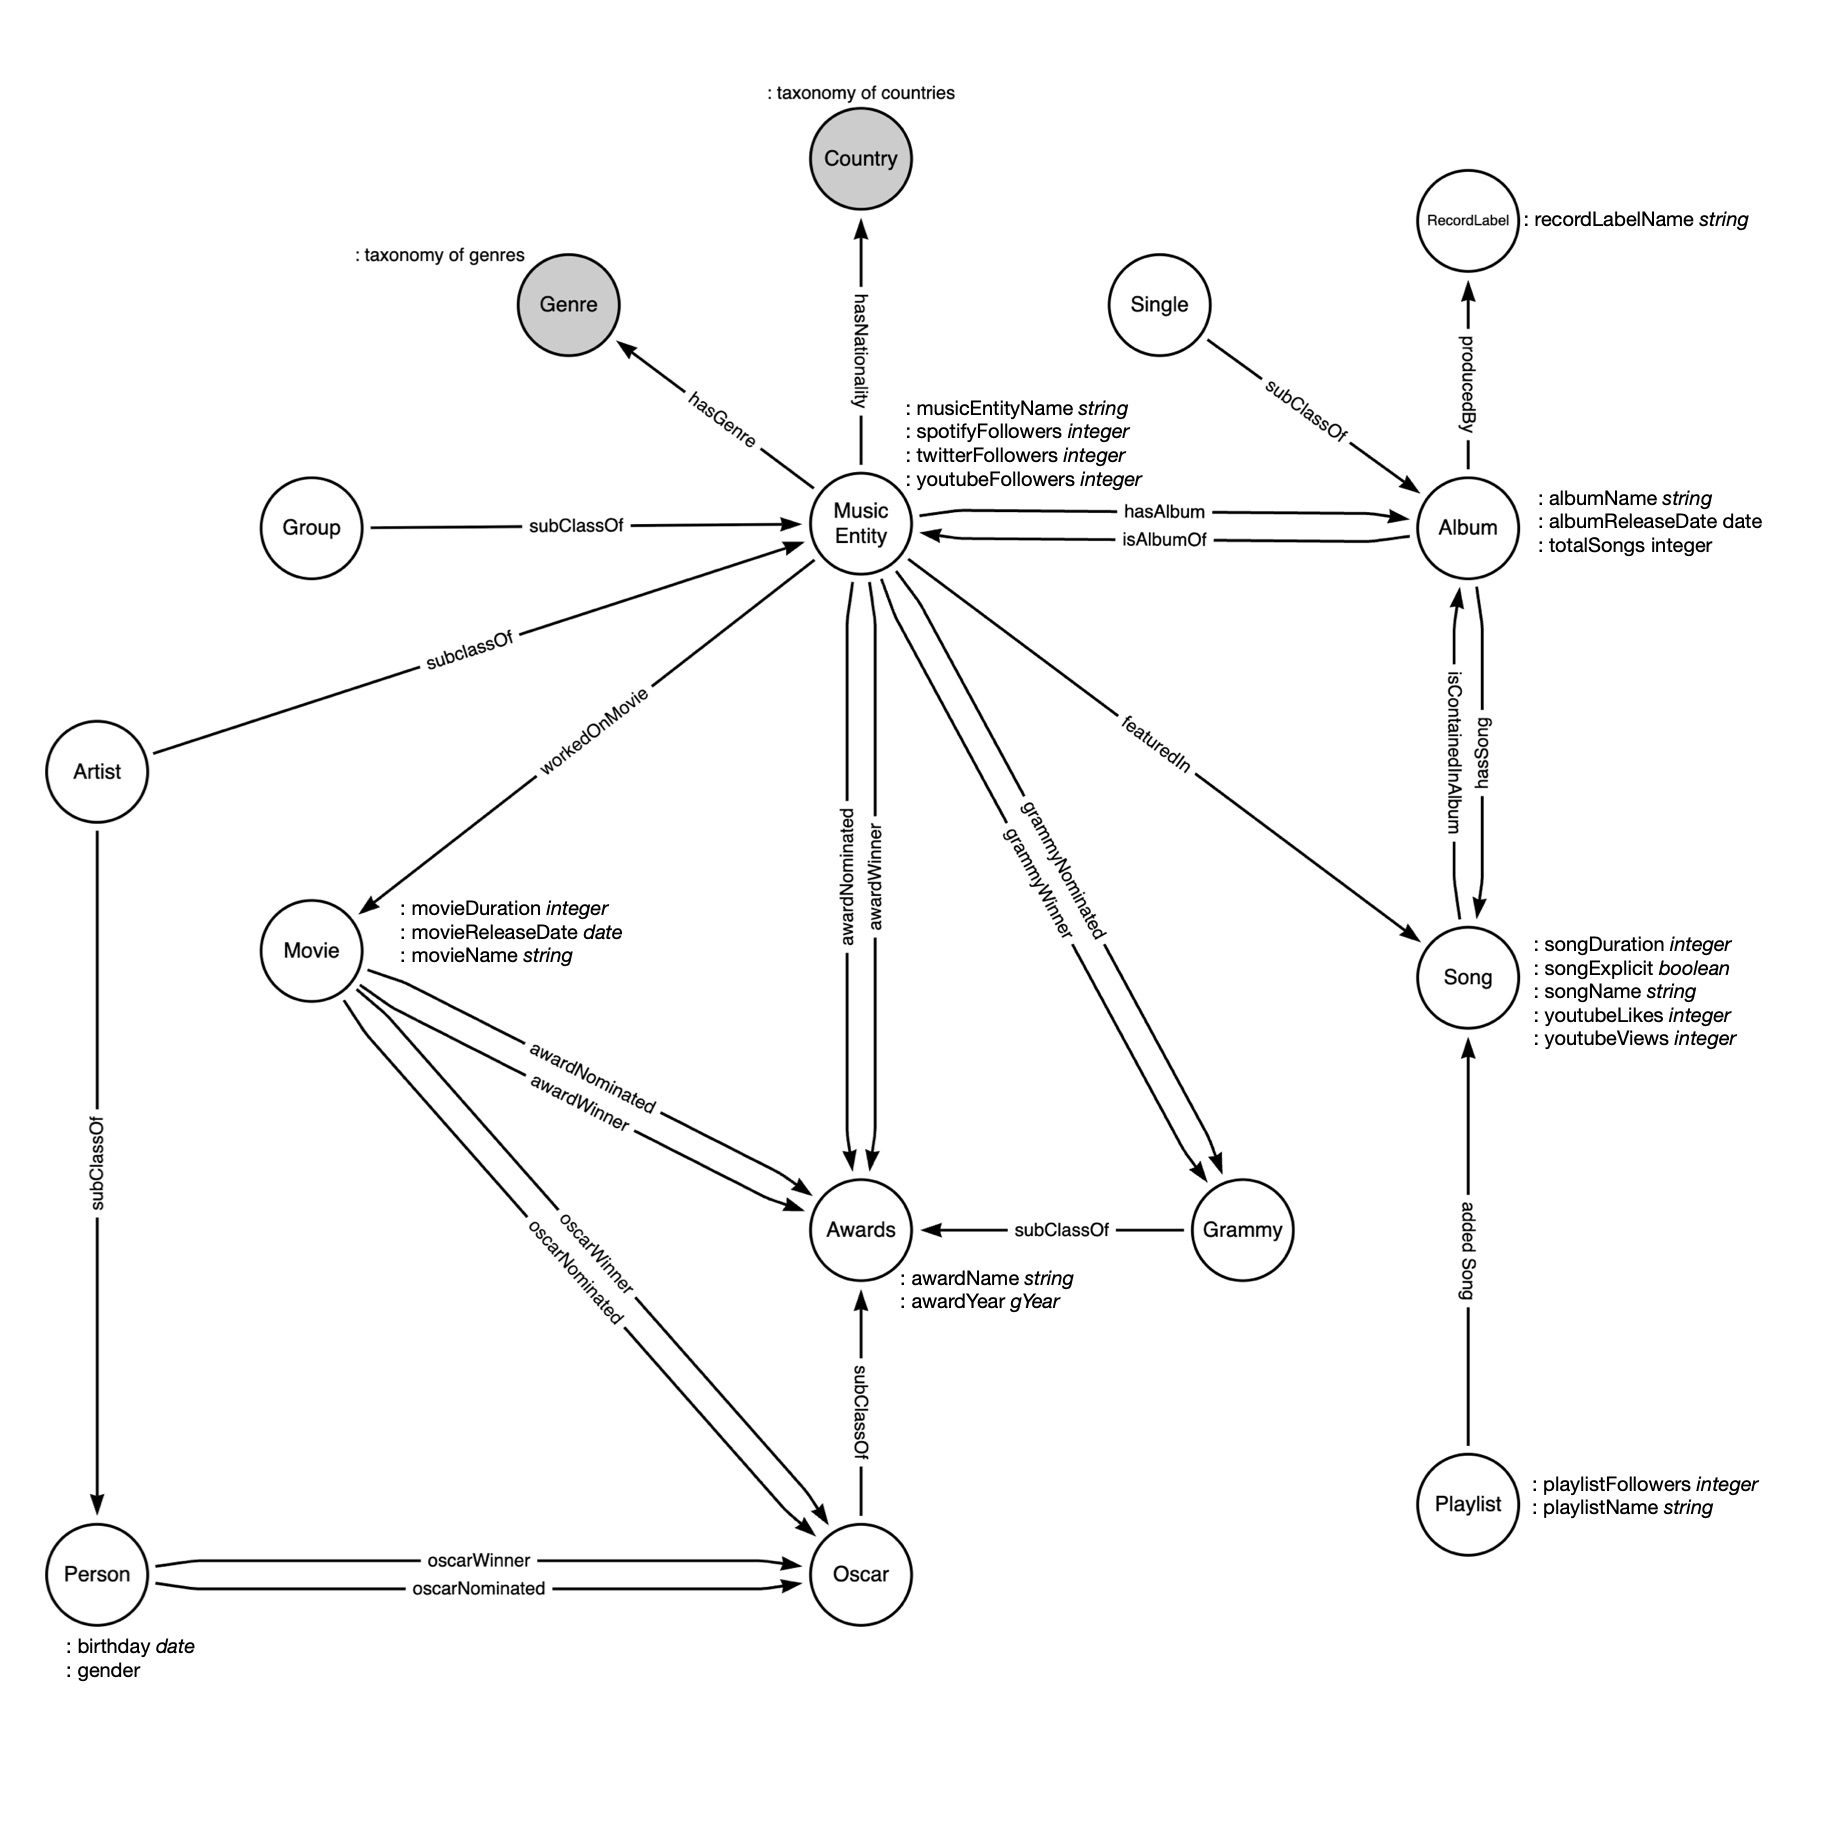 : taxonomy of countries
Country
RecordLabel
: recordLabelName string
: taxonomy of genres
Genre
Single
hasNationality
producedBy
subClassOf
hasGenre
: musicEntityName string
: spotifyFollowers integer
: twitterFollowers integer
: youtubeFollowers integer
Group
subClassOf
Music
Entity
hasAlbum
isAlbumOf
Album
: albumName string
: albumReleaseDate date
: totalSongs integer
subclassOf
workedOnMovie
featuredIn
isContainedInAlbum
hasSong
Artist
awardNominated
awardWinner
grammyNominated
grammyWinner
Movie
: movieDuration integer
: movieReleaseDate date
: movieName string
Song
: songDuration integer
: songExplicit boolean
: songName string
: youtubeLikes integer
: youtubeViews integer
awardNominated
awardWinner
subClassOf
oscarWinner
oscarNominated
Awards
subClassOf
Grammy
: awardName string
: awardYear gYear
added Song
subClassOf
Playlist
: playlistFollowers integer
: playlistName string
Person
oscarWinner
oscarNominated
Oscar
: birthday date
: gender